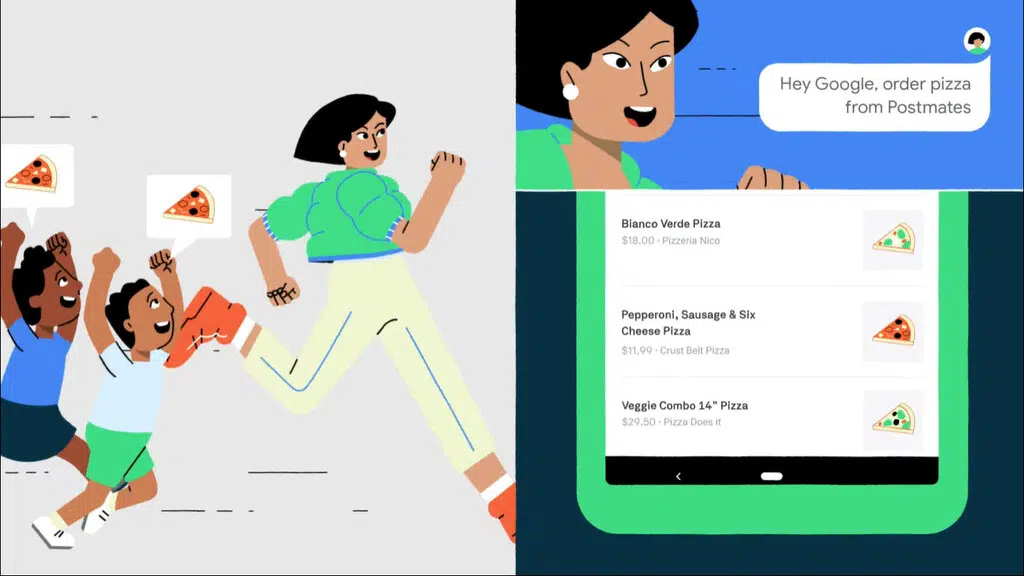 Hey Google, order pizza
from Postmates
Bianco Verde Pizza
$18.00 · Pizzeria Nico
Pepperoni, Sausage & Six
Cheese Pizza
$11.99 · Crust Belt Pizza
Veggie Combo 14” Pizza
$29.50 · Pizza Does it